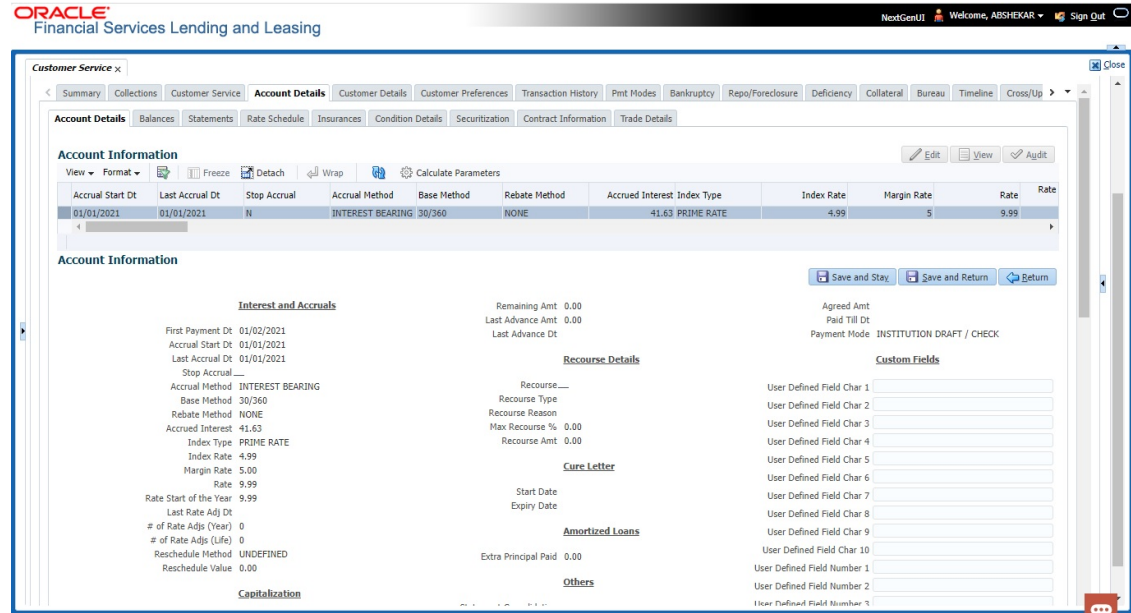 ORACLE
Financial Services Lending and Leasing
NextGenUI Welcome, ABSHEKAR Sign Out
Customer Service ×
Close
Summary Collections Customer Service Account Details Customer Details Customer Preferences Transaction History Pmt Modes Bankruptcy Repo/Foreclosure Deficiency Collateral Bureau Timeline Cross/Up
Account Details Balances Statements Rate Schedule Insurances Condition Details Securitization Contract Information Trade Details
Account Information
Edit View Audit
View Format Freeze Detach Wrap Calculate Parameters
Accrual Start Dt Last Accrual Dt Stop Accrual Accrual Method Base Method Rebate Method Accrued Interest Index Type Index Rate Margin Rate Rate Rate
01/01/2021 01/01/2021 N INTEREST BEARING 30/360 NONE 41.63 PRIME RATE 4.99 5 9.99
Account Information
Save and Stay Save and Return Return
Interest and Accruals
First Payment Dt 01/02/2021
Accrual Start Dt 01/01/2021
Last Accrual Dt 01/01/2021
Stop Accrual
Accrual Method INTEREST BEARING
Base Method 30/360
Rebate Method NONE
Accrued Interest 41.63
Index Type PRIME RATE
Index Rate 4.99
Margin Rate 5.00
Rate 9.99
Rate Start of the Year 9.99
Last Rate Adj Dt
# of Rate Adjs (Year) 0
# of Rate Adjs (Life) 0
Reschedule Method UNDEFINED
Reschedule Value 0.00
Capitalization
Remaining Amt 0.00
Last Advance Amt 0.00
Last Advance Dt
Recourse Details
Recourse
Recourse Type
Recourse Reason
Max Recourse % 0.00
Recourse Amt 0.00
Cure Letter
Start Date
Expiry Date
Amortized Loans
Extra Principal Paid 0.00
Others
Agreed Amt
Paid Till Dt
Payment Mode INSTITUTION DRAFT / CHECK
Custom Fields
User Defined Field Char 1
User Defined Field Char 2
User Defined Field Char 3
User Defined Field Char 4
User Defined Field Char 5
User Defined Field Char 6
User Defined Field Char 7
User Defined Field Char 8
User Defined Field Char 9
User Defined Field Char 10
User Defined Field Number 1
User Defined Field Number 2
User Defined Field Number 3